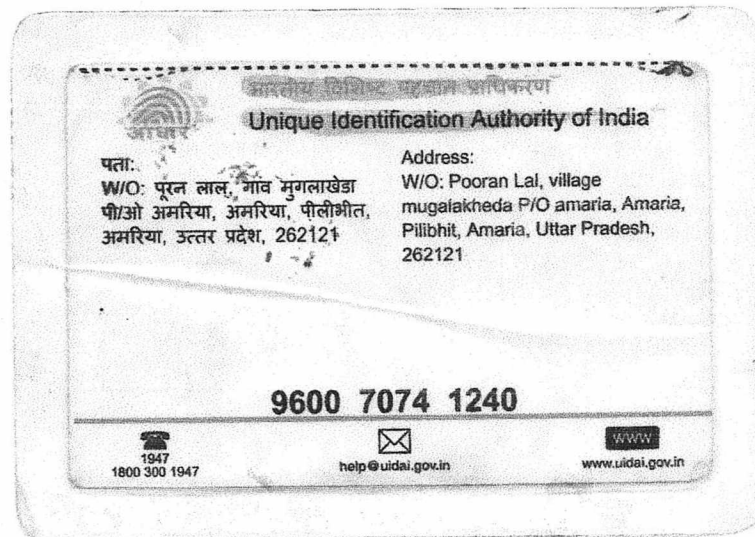 भारतीय विशिष्ट पहचान प्राधिकरण
Unique Identification Authority of India
आधार
पता:
W/O: पूरन लाल, गाव मुगलाखेडा
पी/ओ अमरिया, अमरिया, पीलीभीत,
अमरिया, उत्तर प्रदेश, 262121
Address:
W/O: Pooran Lal, village
mugalakheda P/O amaria, Amaria,
Pilibhit, Amaria, Uttar Pradesh,
262121
9600 7074 1240
1947
1800 300 1947
help@uidai.gov.in
www
www.uidai.gov.in